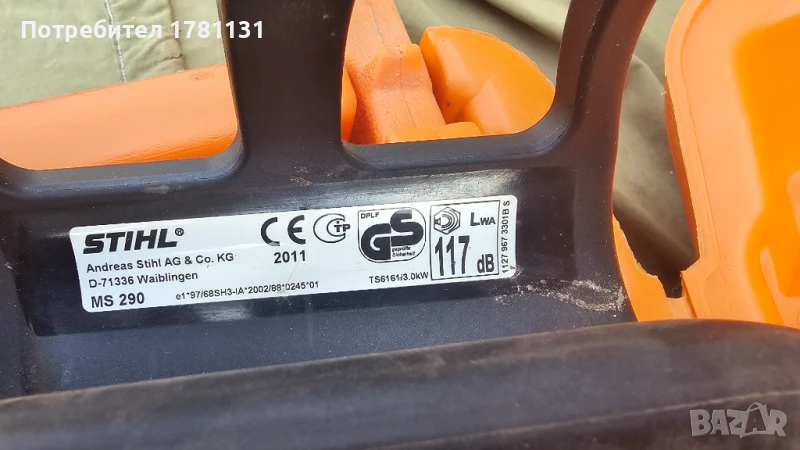 Потребител 1781131
STIHL®
Andreas Stihl AG & Co. KG
D-71336 Waiblingen
MS 290
e1*97/68SH3-IA*2002/88*0245*01
CE
2011
DPLF
GS
geprüfte
Sicherheit
TS6161/3.0kW
LWA
117 dB
1127 967 3301B S
BAZAR